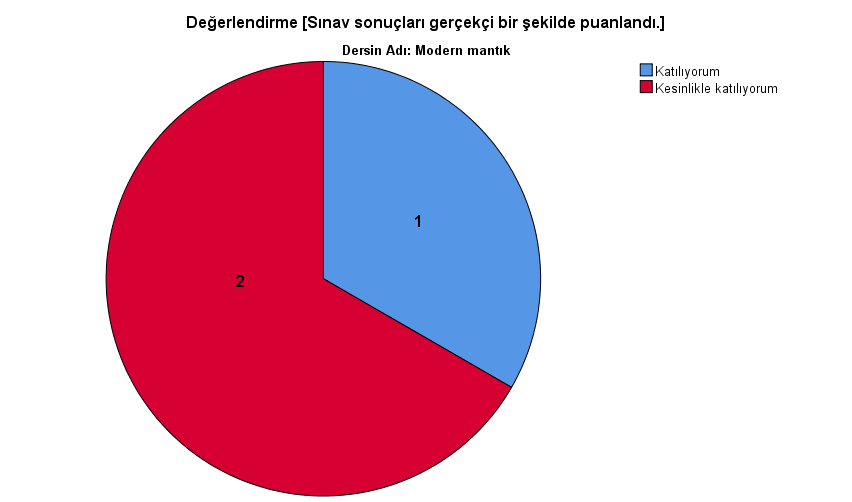 Değerlendirme [Sınav sonuçları gerçekçi bir şekilde puanlandı.]
Dersin Adı: Modern mantık
Katılıyorum
Kesinlikle katılıyorum
1
2